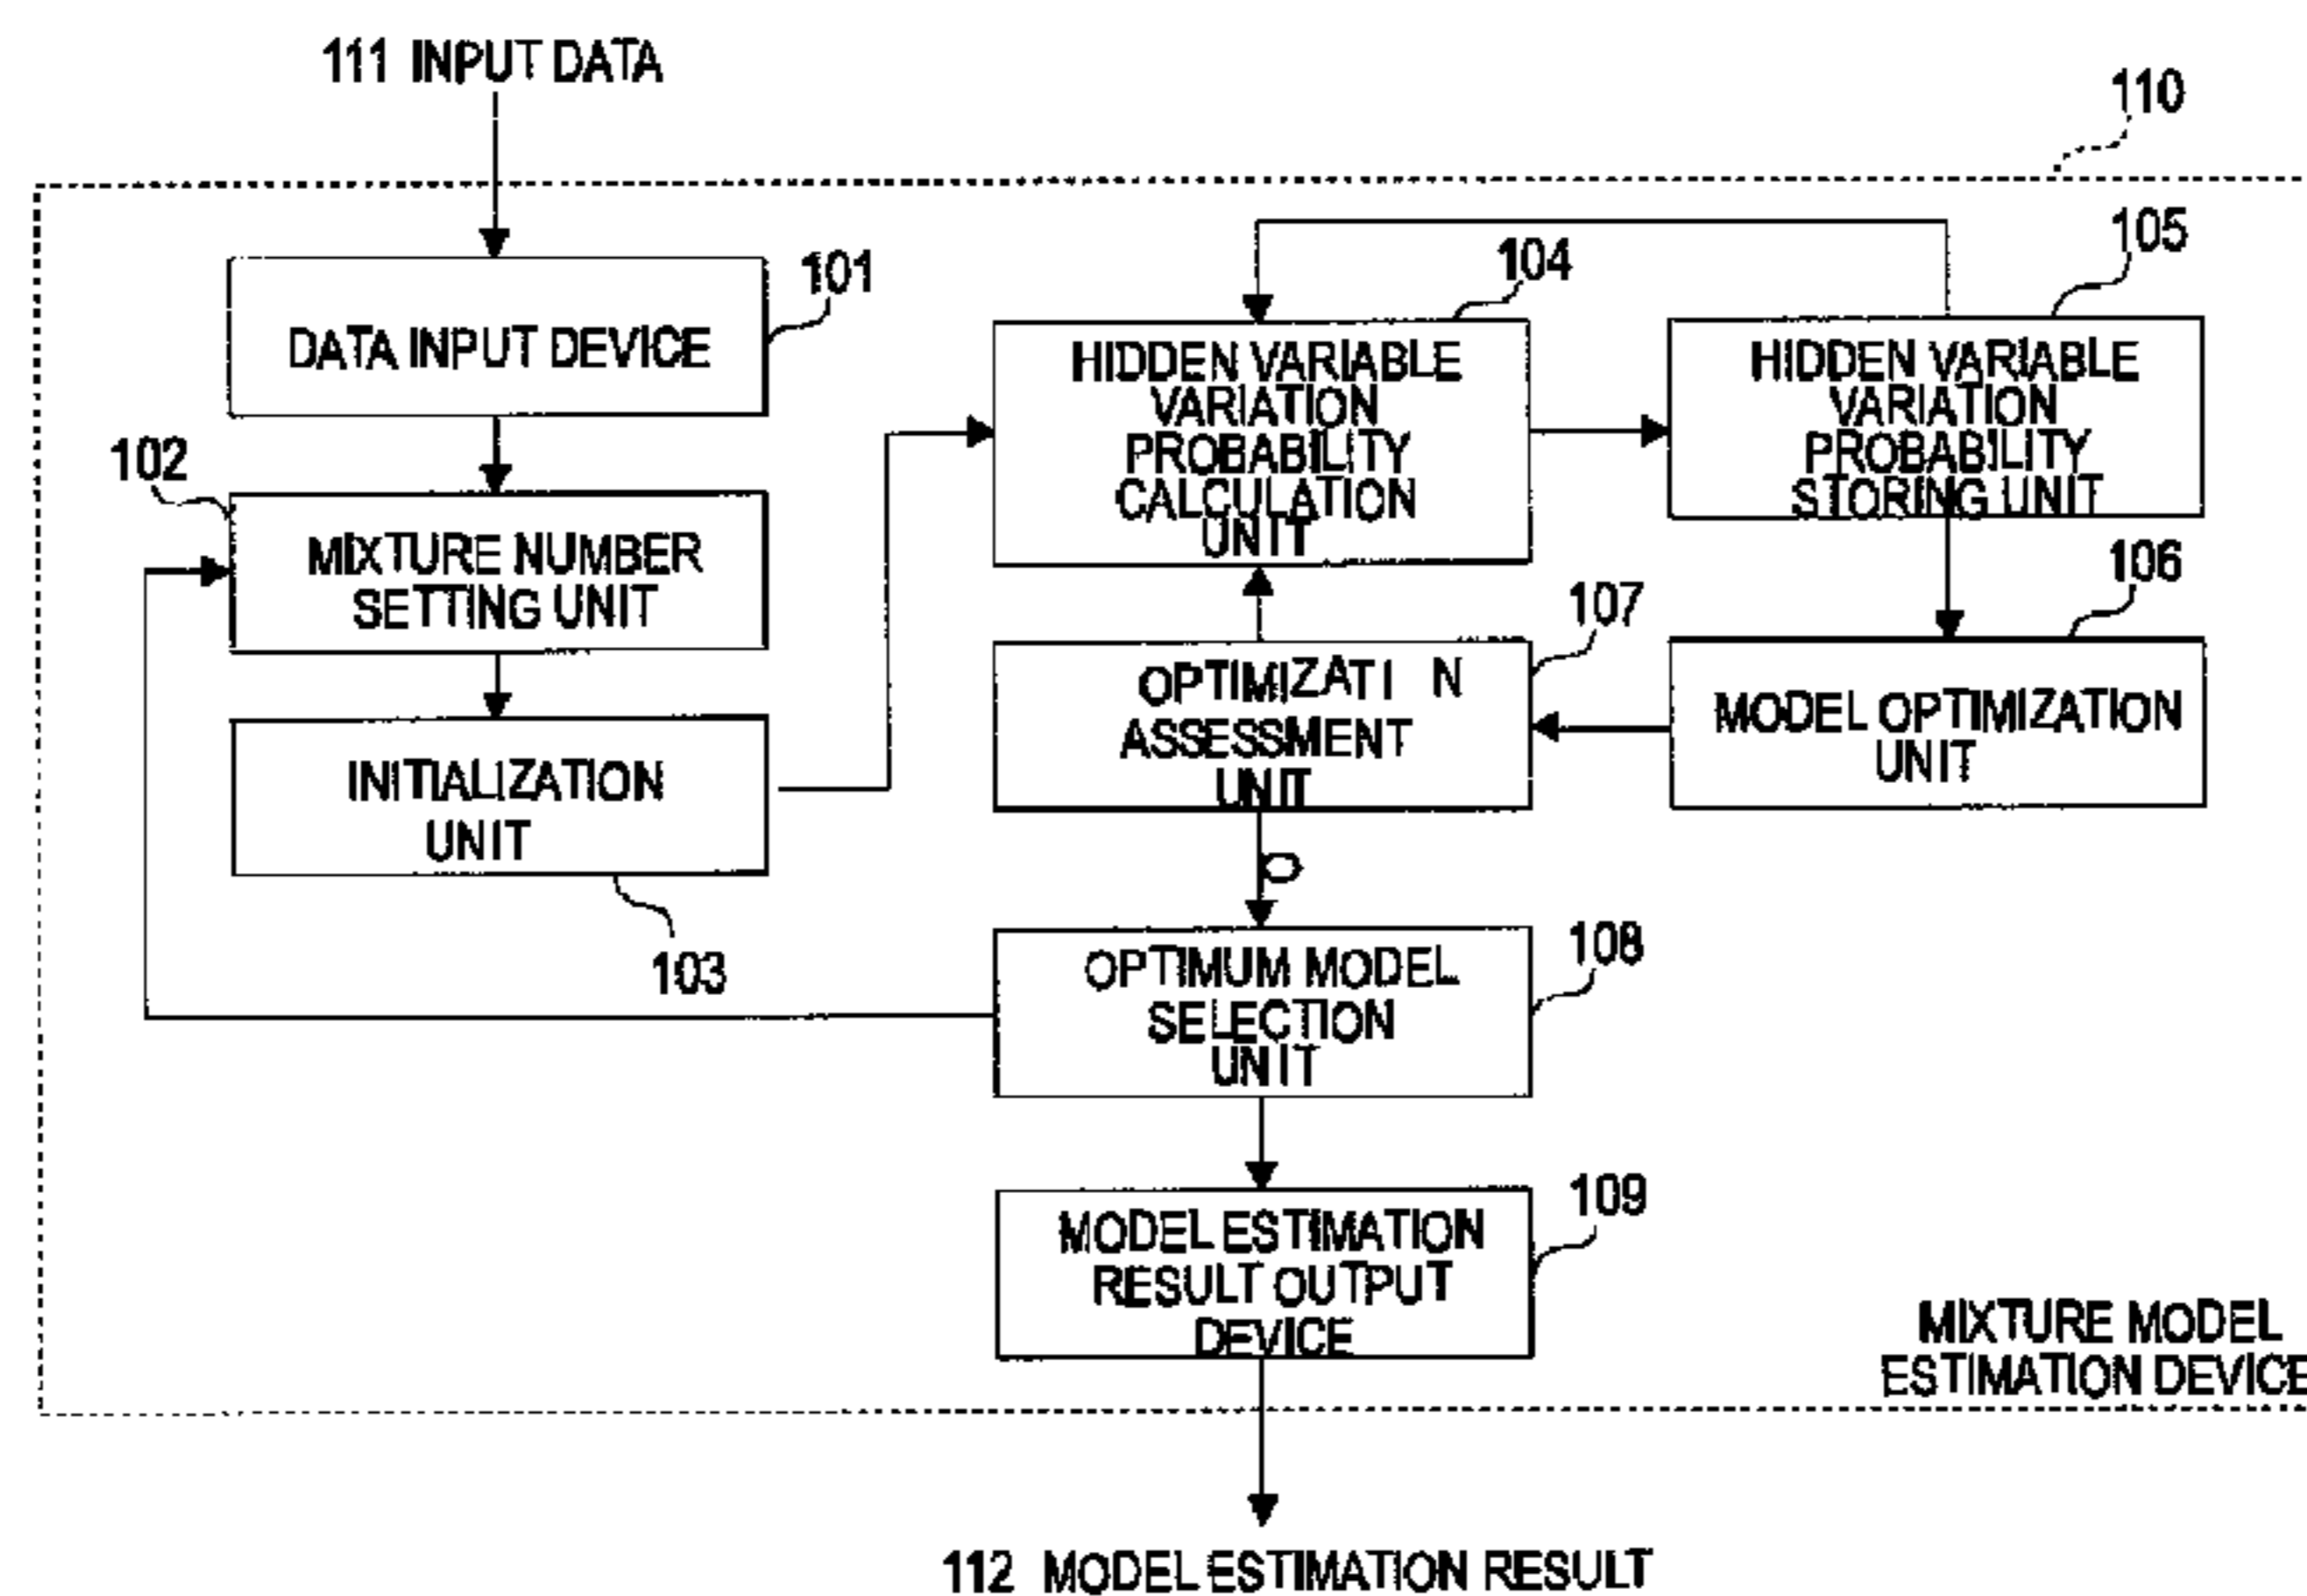 111 INPUT DATA
110
DATA INPUT DEVICE
101
102
MIXTURE NUMBER
SETTING UNIT
INITIALIZATION
UNIT
103
HIDDEN VARIABLE
VARIATION
PROBABILITY
CALCULATION
UNIT
104
HIDDEN VARIABLE
VARIATION
PROBABILITY
STORING UNIT
105
MODEL OPTIMIZATION
UNIT
106
OPTIMIZATI N
ASSESSMENT
UNIT
107
O
OPTIMUM MODEL
SELECTION
UNIT
108
MODEL ESTIMATION
RESULT OUTPUT
DEVICE
109
MIXTURE MODEL
ESTIMATION DEVICE
112 MODEL ESTIMATION RESULT